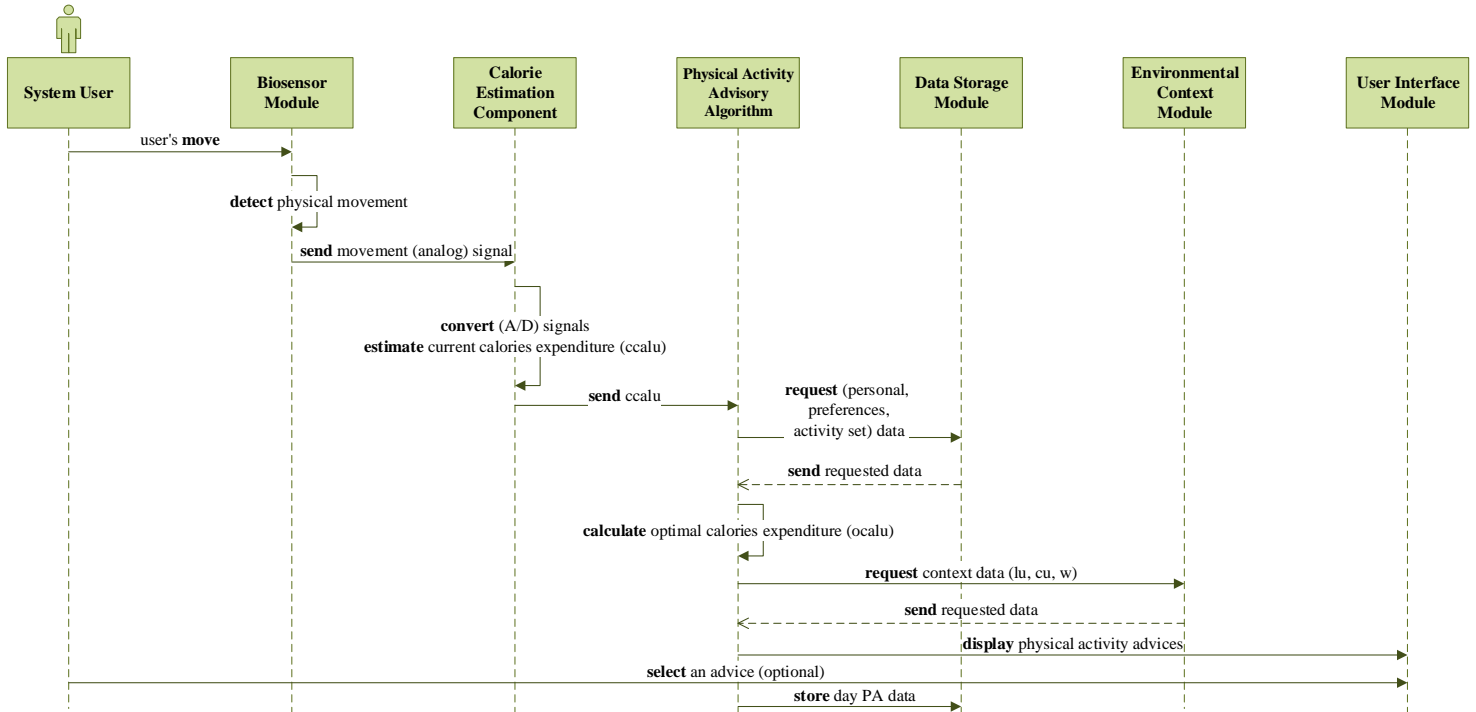 System User
Biosensor
Module
Calorie
Estimation
Component
Physical Activity
Advisory
Algorithm
Data Storage
Module
Environmental
Context
Module
User Interface
Module
user's move
detect physical movement
send movement (analog) signal
convert (A/D) signals
estimate current calories expenditure (ccalu)
send ccalu
request (personal,
preferences,
activity set) data
send requested data
calculate optimal calories expenditure (ocalu)
request context data (lu, cu, w)
send requested data
display physical activity advices
select an advice (optional)
store day PA data